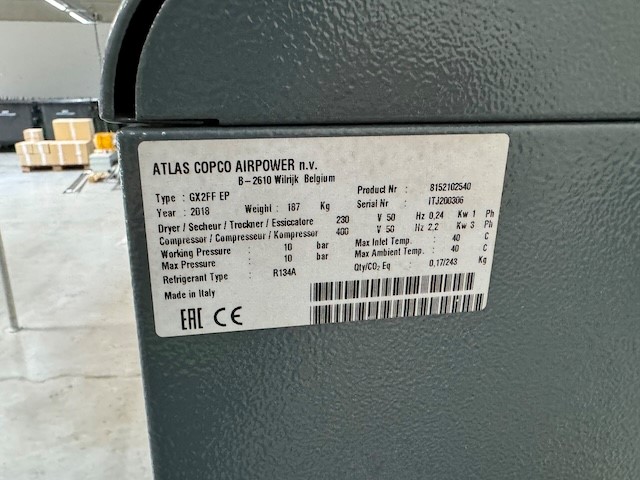 ATLAS COPCO AIRPOWER n.v.
B-2610 Wilrijk Belgium
Type : GX2FF EP Product Nr : 8152102540
Year : 2018 Weight : 187 Kg Serial Nr : ITJ200306
Dryer / Secheur / Trockner / Essiccatore 230 V 50 Hz 0,24 Kw 1 Ph
Compressor / Compresseur / Kompressor 400 V 50 Hz 2,2 Kw 3 Ph
Working Pressure : 10 bar Max Inlet Temp. : 40 C
Max Pressure : 10 bar Max Ambient Temp. : 40 C
Refrigerant Type : R134A Qty/CO₂ Eq : 0,17/243 Kg
Made in Italy
EAC CE